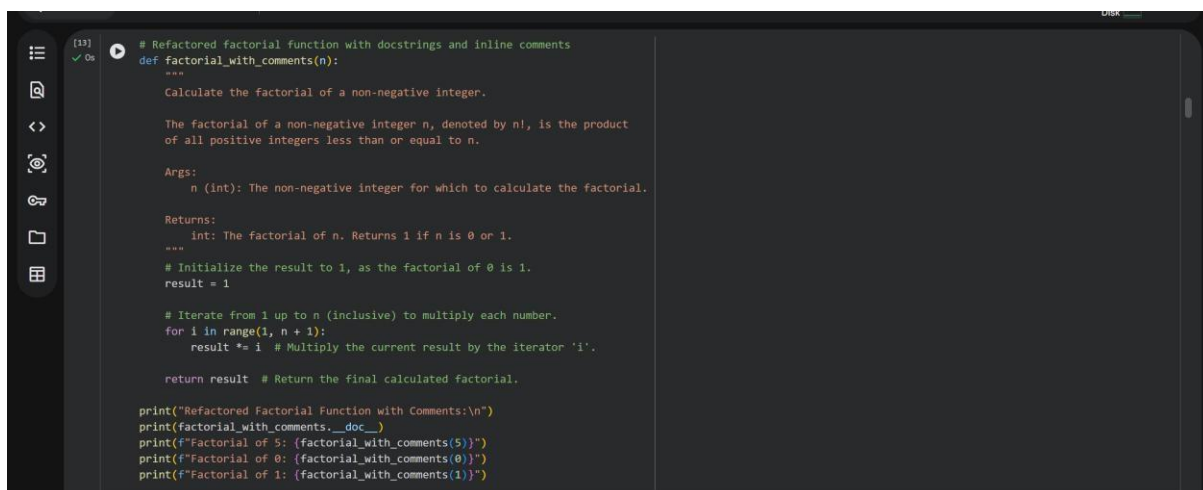 Disk
[13]
✓ 0s
# Refactored factorial function with docstrings and inline comments
def factorial_with_comments(n):
    """
    Calculate the factorial of a non-negative integer.

    The factorial of a non-negative integer n, denoted by n!, is the product
    of all positive integers less than or equal to n.

    Args:
        n (int): The non-negative integer for which to calculate the factorial.

    Returns:
        int: The factorial of n. Returns 1 if n is 0 or 1.
    """
    # Initialize the result to 1, as the factorial of 0 is 1.
    result = 1

    # Iterate from 1 up to n (inclusive) to multiply each number.
    for i in range(1, n + 1):
        result *= i  # Multiply the current result by the iterator 'i'.

    return result  # Return the final calculated factorial.

print("Refactored Factorial Function with Comments:\n")
print(factorial_with_comments.__doc__)
print(f"Factorial of 5: {factorial_with_comments(5)}")
print(f"Factorial of 0: {factorial_with_comments(0)}")
print(f"Factorial of 1: {factorial_with_comments(1)}")